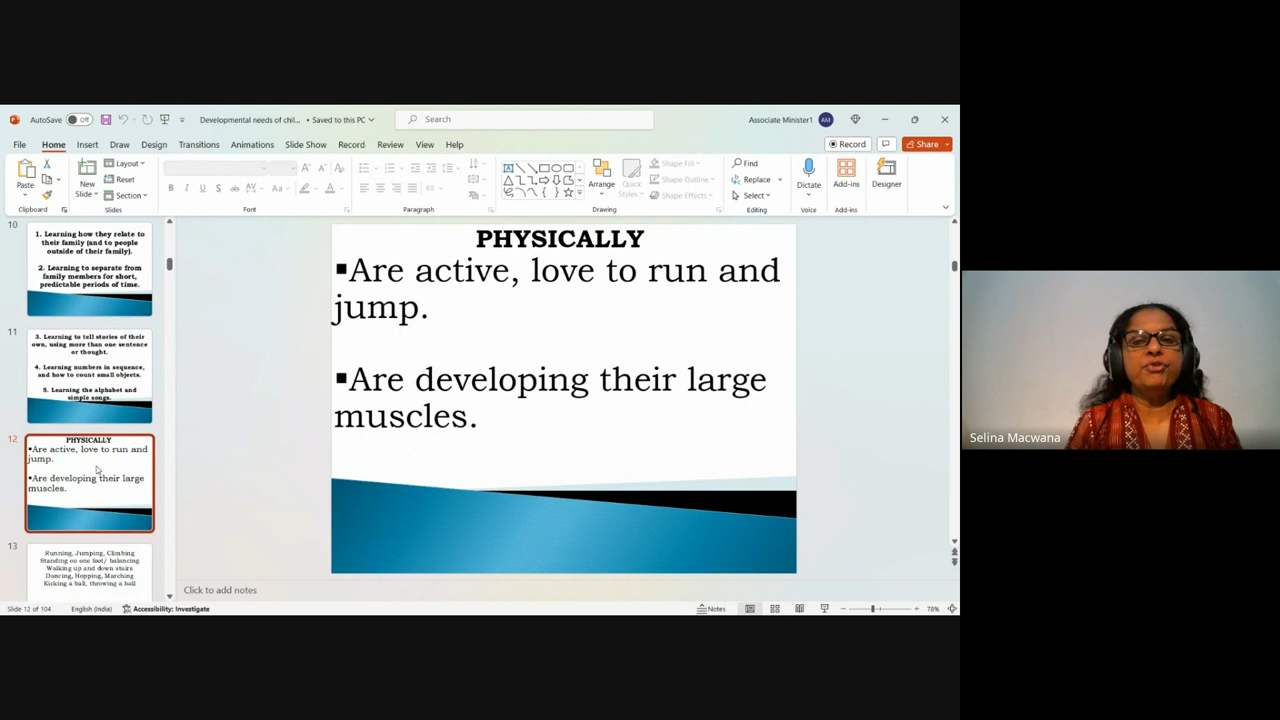 AutoSave Off Developmental needs of chil... • Saved to this PC Search Associate Minister1 AM
File Home Insert Draw Design Transitions Animations Slide Show Record Review View Help Record Share
Paste New Slide Layout Reset Section
B I U S ab AV Aa A
Arrange Quick Styles Shape Fill Shape Outline Shape Effects
Find Replace Select
Dictate Add-ins Designer
Clipboard Slides Font Paragraph Drawing Editing Voice Add-ins
10
1. Learning how they relate to
their family (and to people
outside of their family).
2. Learning to separate from
family members for short,
predictable periods of time.
11
3. Learning to tell stories of their
own, using more than one sentence
or thought.
4. Learning numbers in sequence,
and how to count small objects.
5. Learning the alphabet and
simple songs.
12
PHYSICALLY
▪Are active, love to run and
jump.
▪Are developing their large
muscles.
13
Running, Jumping, Climbing
Standing on one foot/ balancing
Walking up and down stairs
Dancing, Hopping, Marching
Kicking a ball, throwing a ball
PHYSICALLY
▪Are active, love to run and
jump.
▪Are developing their large
muscles.
Click to add notes
Slide 12 of 104 English (India) Accessibility: Investigate Notes 78%
Selina Macwana